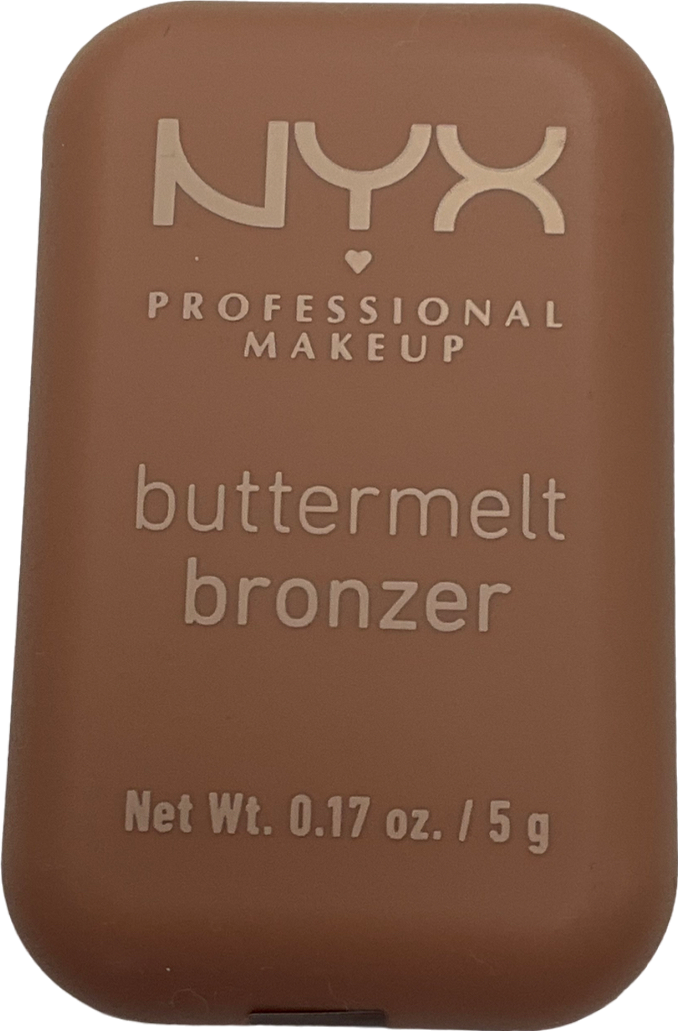 NYX
PROFESSIONAL
MAKEUP
buttermelt
bronzer
Net Wt. 0.17 oz. / 5 g